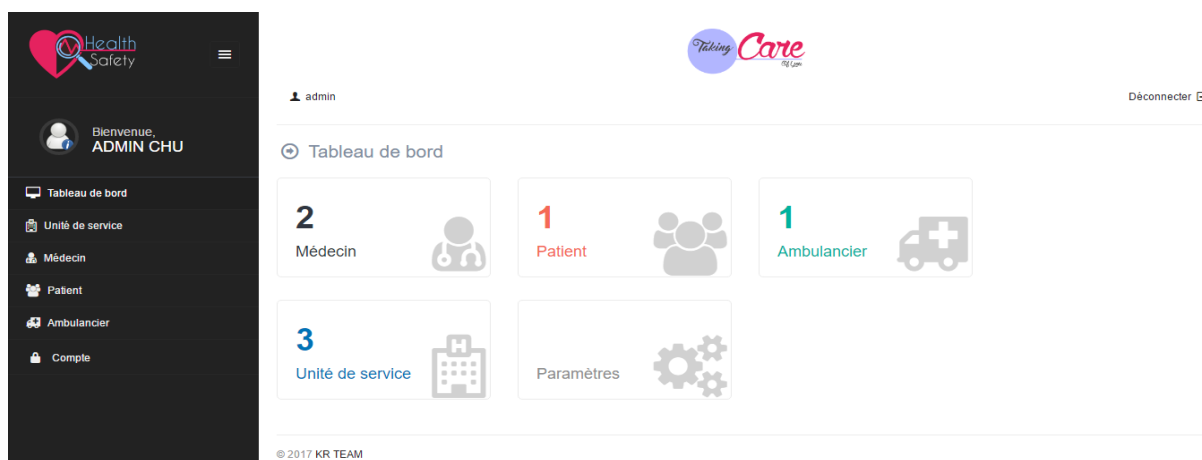 Health
Safety
Bienvenue,
ADMIN CHU
Tableau de bord
Unité de service
Médecin
Patient
Ambulancier
Compte
Taking Care
admin
Déconnecter
Tableau de bord
2
Médecin
1
Patient
1
Ambulancier
3
Unité de service
H
Paramètres
© 2017 KR TEAM